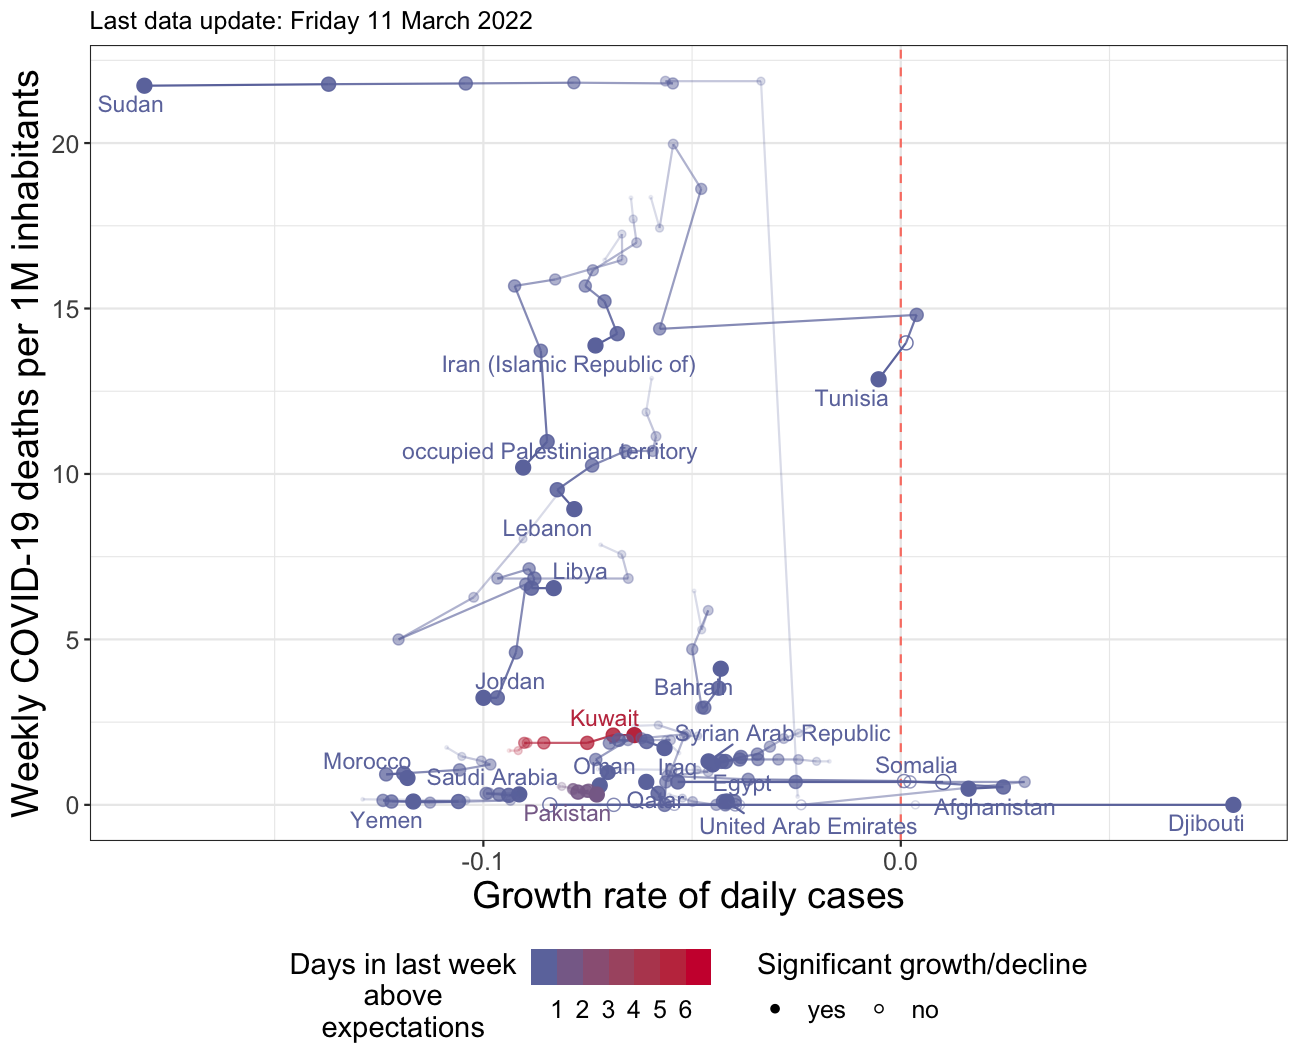 Last data update: Friday 11 March 2022
Weekly COVID-19 deaths per 1M inhabitants
20
15
10
5
0
Sudan
Iran (Islamic Republic of)
Tunisia
occupied Palestinian territory
Lebanon
Libya
Jordan
Bahrain
Kuwait
Syrian Arab Republic
Morocco
Oman
Iraq
Somalia
Saudi Arabia
Egypt
Qatar
Afghanistan
Pakistan
Yemen
United Arab Emirates
Djibouti
-0.1
0.0
Growth rate of daily cases
Days in last week
above
expectations
1 2 3 4 5 6
Significant growth/decline
yes no